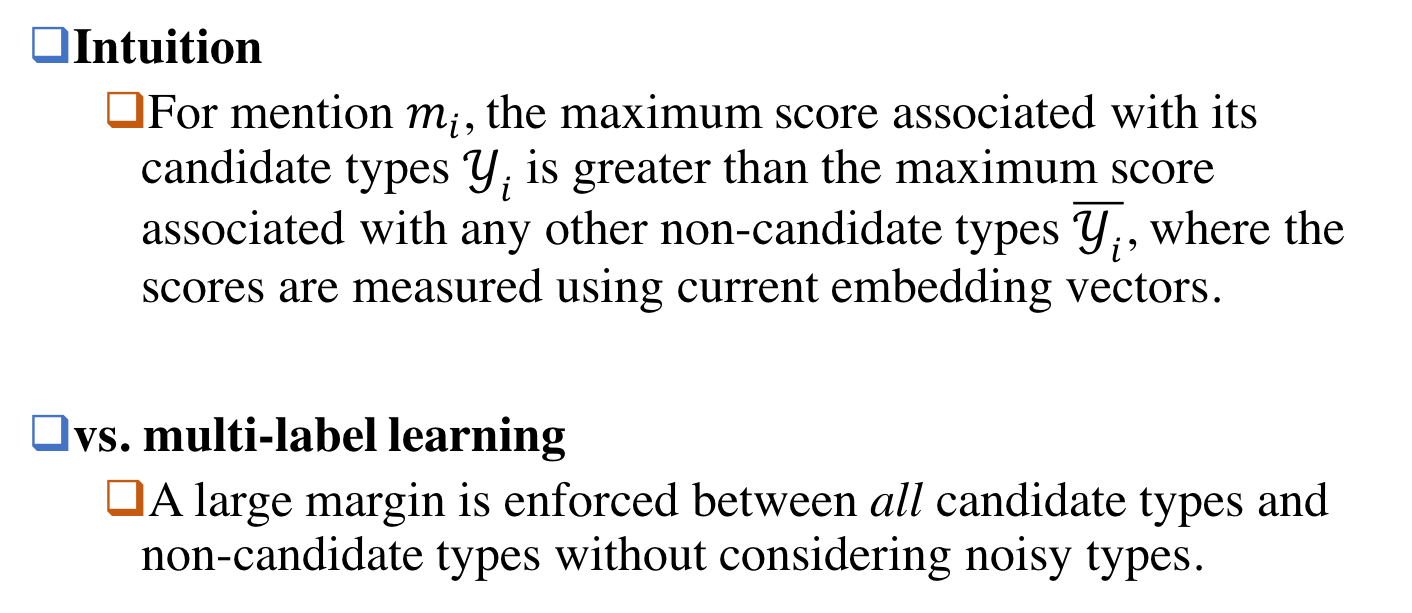 ❑Intuition
❑For mention 𝑚ᵢ, the maximum score associated with its
candidate types 𝒴ᵢ is greater than the maximum score
associated with any other non-candidate types 𝒴̅ᵢ, where the
scores are measured using current embedding vectors.
❑vs. multi-label learning
❑A large margin is enforced between all candidate types and
non-candidate types without considering noisy types.